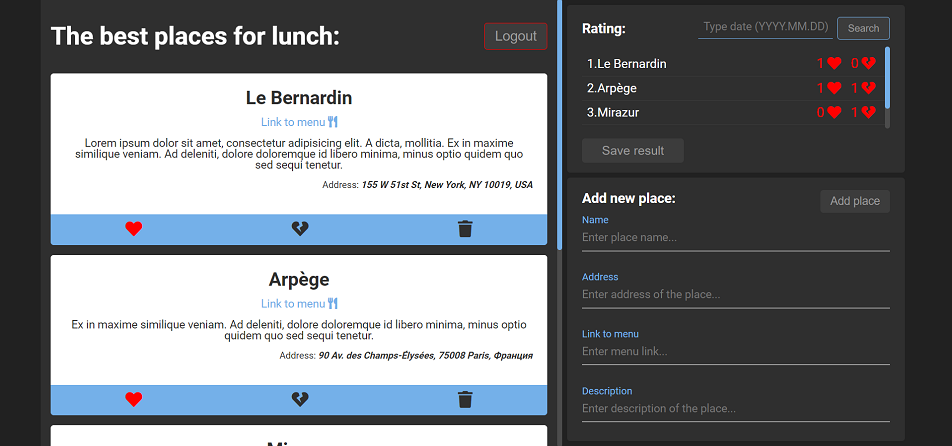 The best places for lunch:
Logout
Le Bernardin
Link to menu
Lorem ipsum dolor sit amet, consectetur adipisicing elit. A dicta, mollitia. Ex in maxime
similique veniam. Ad deleniti, dolore doloremque id libero minima, minus optio quidem quo
sed sequi tenetur.
Address: 155 W 51st St, New York, NY 10019, USA
Arpège
Link to menu
Ex in maxime similique veniam. Ad deleniti, dolore doloremque id libero minima, minus optio
quidem quo sed sequi tenetur.
Address: 90 Av. des Champs-Élysées, 75008 Paris, Франция
Rating:
Type date (YYYY.MM.DD)
Search
1.Le Bernardin 1 0
2.Arpège 1 1
3.Mirazur 0 1
Save result
Add new place:
Add place
Name
Enter place name...
Address
Enter address of the place...
Link to menu
Enter menu link...
Description
Enter description of the place...